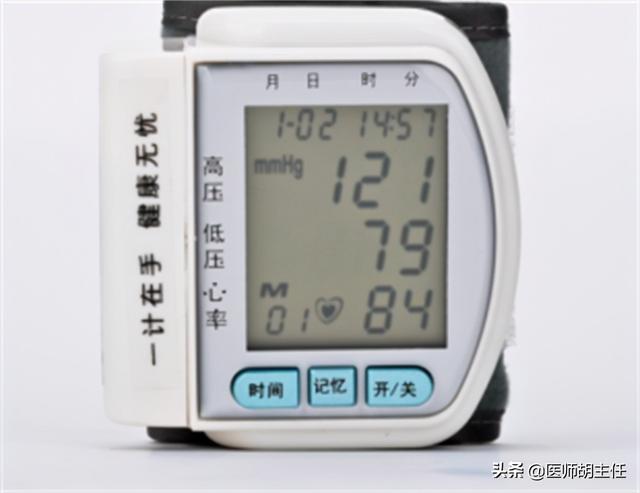 月 日 时 分
1-02 14:57
高压 mmHg 121
低压 79
心率 M 01 84
时间 记忆 开/关
一计在手 健康无忧
头条 @医师胡主任